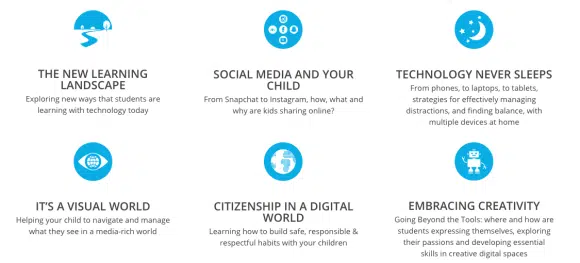 THE NEW LEARNING
LANDSCAPE
Exploring new ways that students are
learning with technology today
SOCIAL MEDIA AND YOUR
CHILD
From Snapchat to Instagram, how, what and
why are kids sharing online?
TECHNOLOGY NEVER SLEEPS
From phones, to laptops, to tablets,
strategies for effectively managing
distractions, and finding balance, with
multiple devices at home
IT'S A VISUAL WORLD
Helping your child to navigate and manage
what they see in a media-rich world
CITIZENSHIP IN A DIGITAL
WORLD
Learning how to build safe, responsible &
respectful habits with your children
EMBRACING CREATIVITY
Going Beyond the Tools: where and how are
students expressing themselves, exploring
their passions and developing essential
skills in creative digital spaces